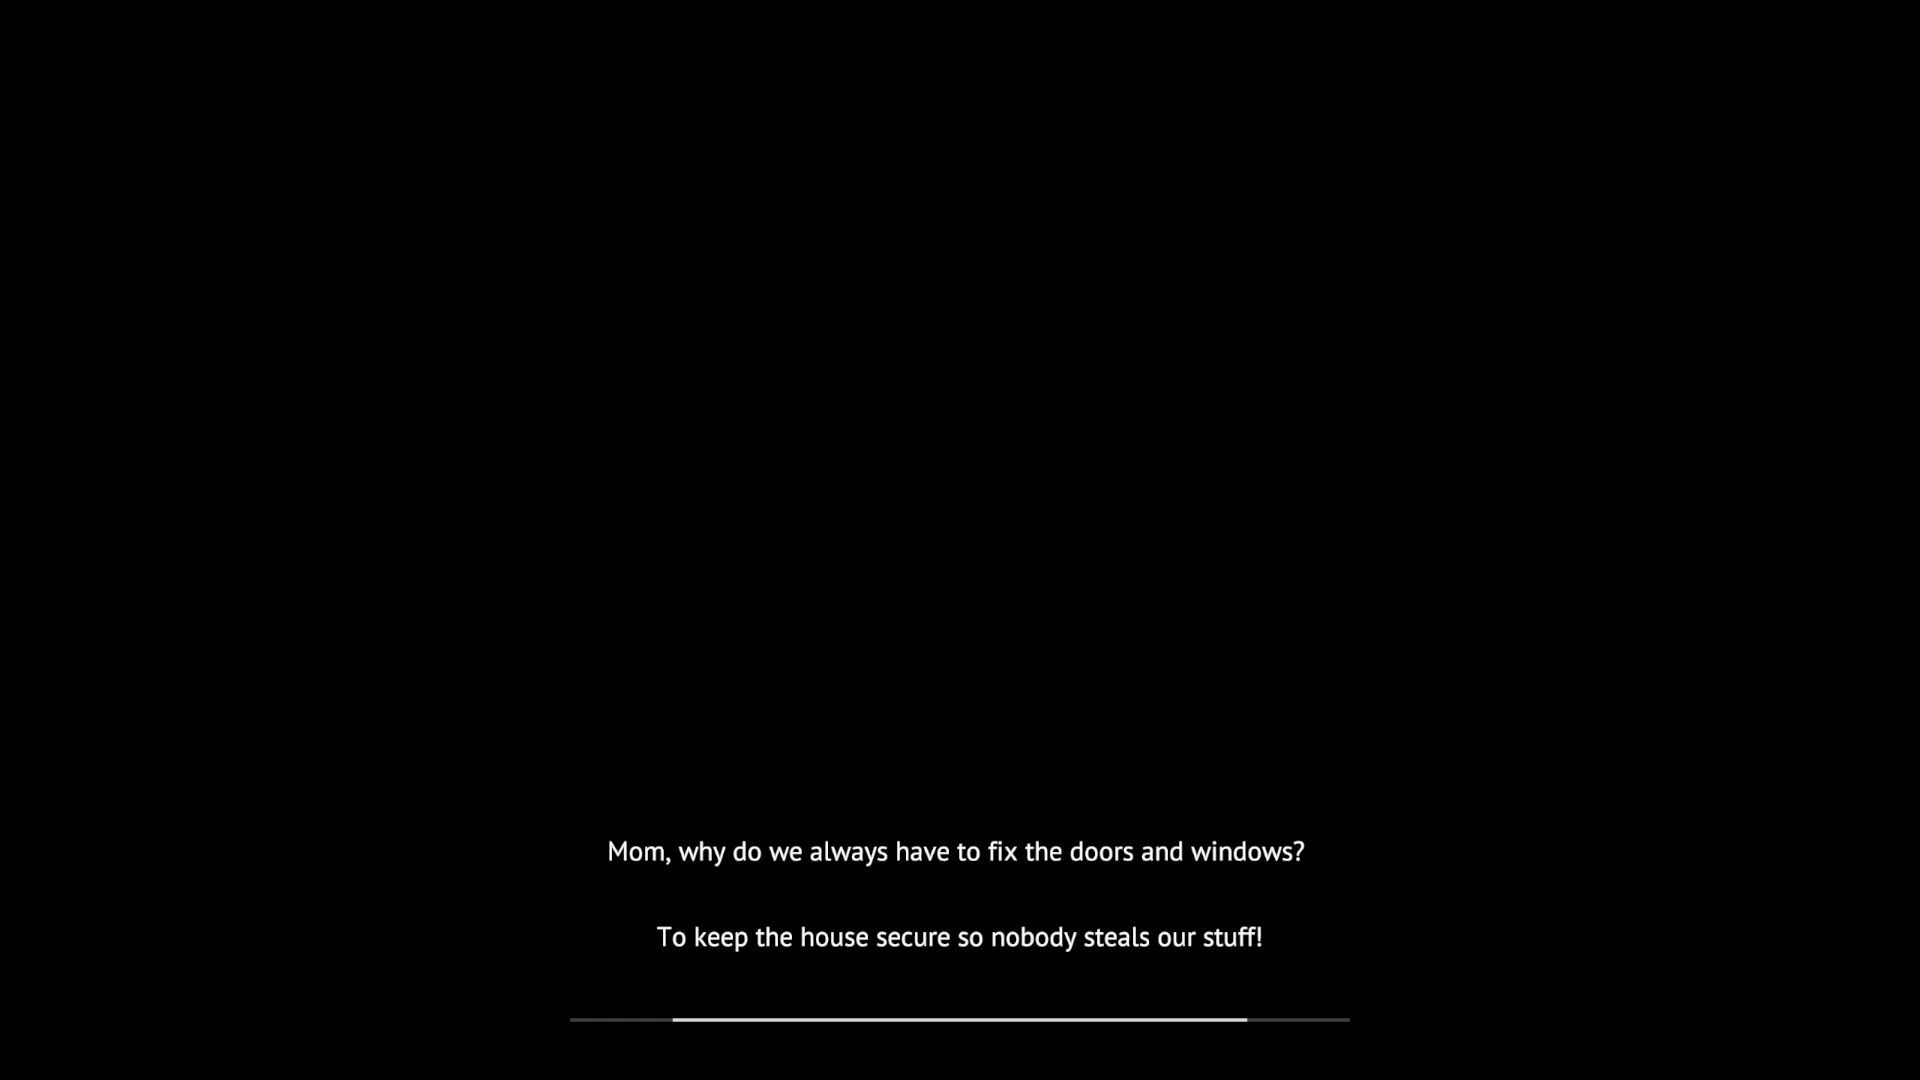 Mom, why do we always have to fix the doors and windows?
To keep the house secure so nobody steals our stuff!